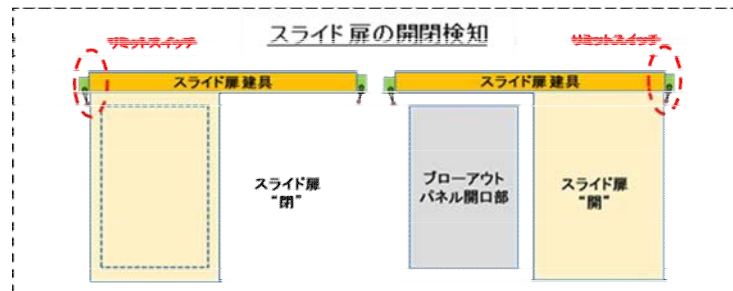 スライド扉の開閉検知
リミットスイッチ
リミットスイッチ
スライド扉建具
スライド扉建具
スライド扉
“閉”
ブローアウト
パネル開口部
スライド扉
“開”